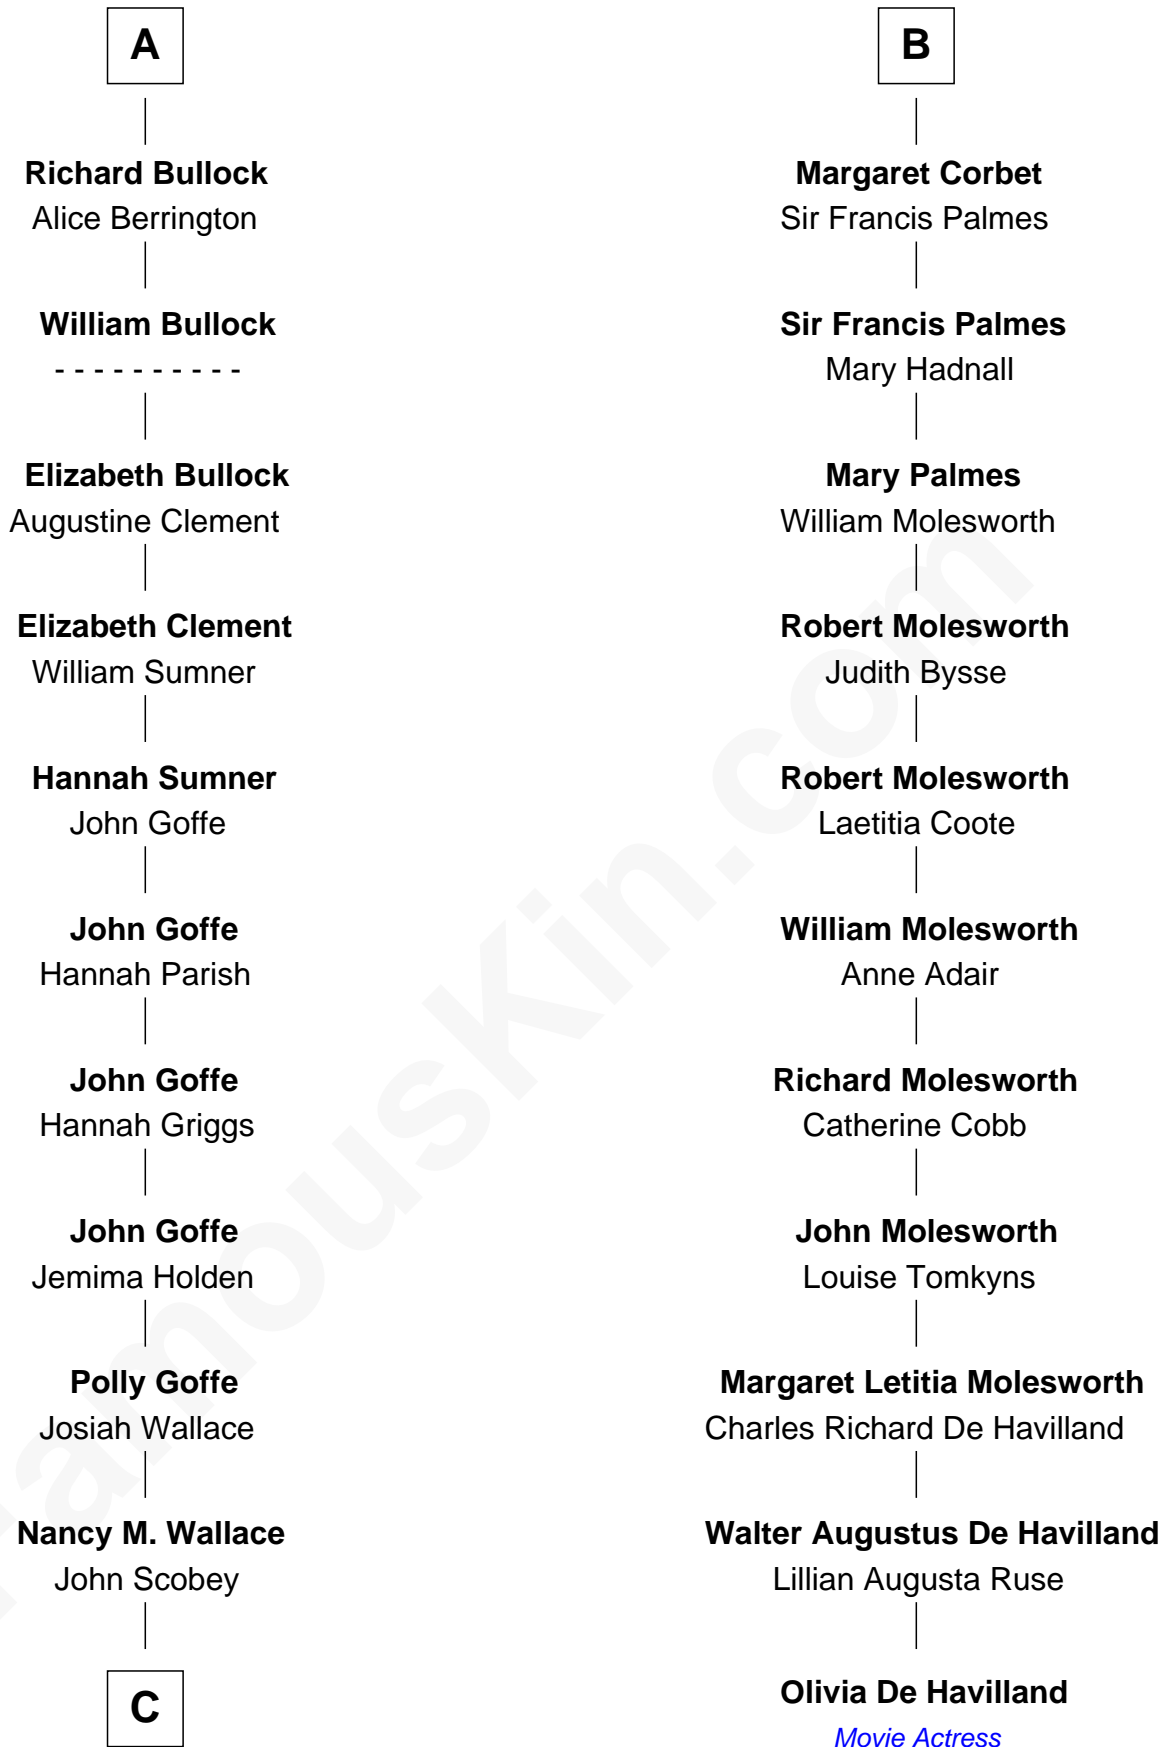 A
Richard Bullock
Alice Berrington
William Bullock
- - - - - - - - - -
Elizabeth Bullock
Augustine Clement
Elizabeth Clement
William Sumner
Hannah Sumner
John Goffe
John Goffe
Hannah Parish
John Goffe
Hannah Griggs
John Goffe
Jemima Holden
Polly Goffe
Josiah Wallace
Nancy M. Wallace
John Scobey
C
B
Margaret Corbet
Sir Francis Palmes
Sir Francis Palmes
Mary Hadnall
Mary Palmes
William Molesworth
Robert Molesworth
Judith Bysse
Robert Molesworth
Laetitia Coote
William Molesworth
Anne Adair
Richard Molesworth
Catherine Cobb
John Molesworth
Louise Tomkyns
Margaret Letitia Molesworth
Charles Richard De Havilland
Walter Augustus De Havilland
Lillian Augusta Ruse
Olivia De Havilland
Movie Actress
FamousKin.com